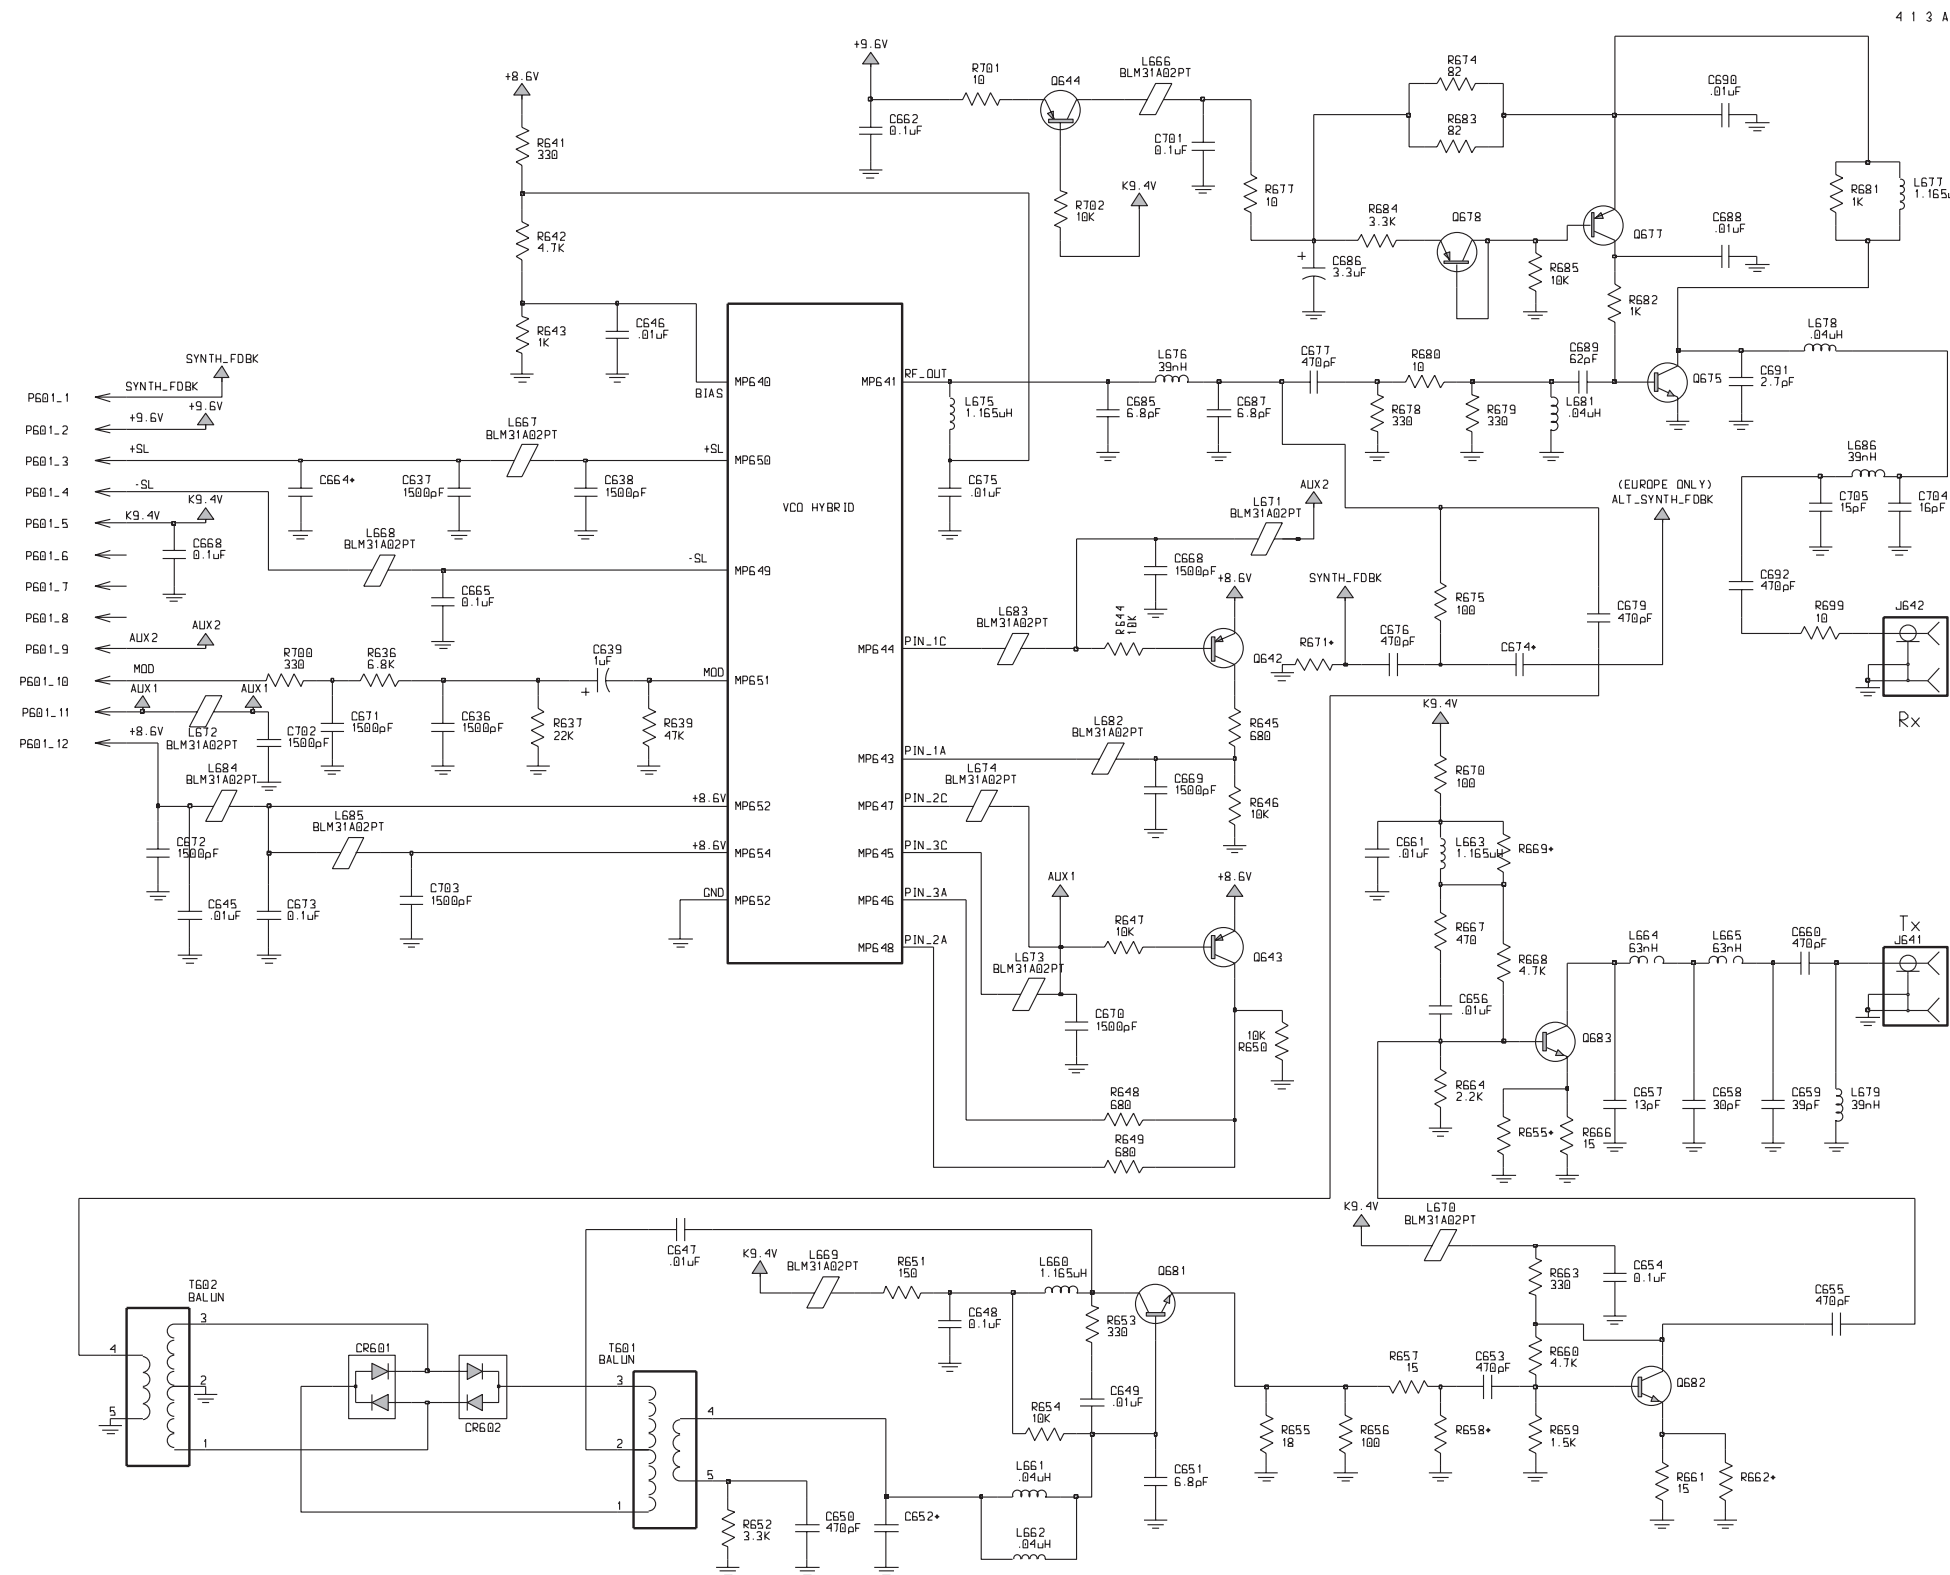 4 1 3 A
+9.6V
R701
10
Q644
L666
BLM31A02PT
R674
82
C690
.01uF
+8.6V
C662
0.1uF
C701
0.1uF
R683
82
R641
330
R702
10K
K9.4V
R677
10
R684
3.3K
Q678
Q677
C688
.01uF
R681
1K
L677
1.165u
R642
4.7K
+
C686
3.3uF
R685
10K
R682
1K
R643
1K
C646
.01uF
L678
.04uH
SYNTH_FDBK
P601_1
SYNTH_FDBK
BIAS
MP640
MP641
RF_OUT
L676
39nH
C677
470pF
R680
10
C689
62pF
Q675
C691
2.7pF
P601_2
+9.6V
+9.6V
L675
1.165uH
C685
6.8pF
C687
6.8pF
R678
330
R679
330
L681
.04uH
P601_3
+SL
L667
BLM31A02PT
+SL
MP650
L686
39nH
P601_4
-SL
C664*
C637
1500pF
C638
1500pF
C675
.01uF
VCO HYBRID
AUX2
(EUROPE ONLY)
ALT_SYNTH_FDBK
C705
15pF
C704
16pF
P601_5
K9.4V
K9.4V
C668
0.1uF
L668
BLM31A02PT
L671
BLM31A02PT
P601_6
P601_7
P601_8
-SL
MP649
C665
0.1uF
C668
1500pF
+8.6V
SYNTH_FDBK
R675
100
C679
470pF
C692
470pF
R699
10
J642
Rx
P601_9
AUX2
MP644
PIN_1C
L683
BLM31A02PT
R644
10K
Q642
R671*
C676
470pF
C674*
P601_10
MOD
R700
330
R636
6.8K
C639
1uF
+
MOD
MP651
P601_11
AUX1
AUX1
L672
BLM31A02PT
C702
1500pF
C671
1500pF
C636
1500pF
R637
22K
R639
47K
P601_12
+8.6V
MP643
PIN_1A
L682
BLM31A02PT
R645
680
K9.4V
R670
100
L684
BLM31A02PT
+8.6V
MP652
MP647
PIN_2C
L674
BLM31A02PT
C669
1500pF
R646
10K
C672
1500pF
L685
BLM31A02PT
+8.6V
MP654
MP645
PIN_3C
C661
.01uF
L663
1.165uH
R669*
C645
.01uF
C673
0.1uF
C703
1500pF
GND
MP652
MP646
PIN_3A
AUX1
+8.6V
MP648
PIN_2A
R647
10K
Q643
R667
470
R668
4.7K
Tx
J641
L664
63nH
L665
63nH
C660
470pF
L673
BLM31A02PT
C670
1500pF
10K
R650
C656
.01uF
Q683
R664
2.2K
R655*
R666
15
C657
13pF
C658
30pF
C659
39pF
L679
39nH
R648
680
R649
680
C647
.01uF
K9.4V
L669
BLM31A02PT
R651
150
L660
1.165uH
Q681
K9.4V
L670
BLM31A02PT
R663
330
C654
0.1uF
C655
470pF
T602
BALUN
3
4
2
5
1
CR601
CR602
T601
BALUN
3
2
1
4
5
C648
0.1uF
R653
330
C649
.01uF
R654
10K
R657
15
C653
470pF
R660
4.7K
Q682
R655
18
R656
100
R658*
R659
1.5K
L661
.04uH
L662
.04uH
C651
6.8pF
R661
15
R662*
R652
3.3K
C650
470pF
C652*